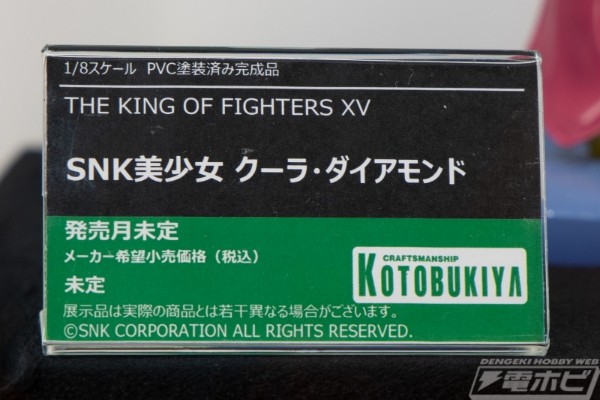 1/8スケール PVC塗装済み完成品
THE KING OF FIGHTERS XV
SNK美少女 クーラ・ダイアモンド
発売月未定
メーカー希望小売価格（税込）
未定
CRAFTSMANSHIP
KOTOBUKIYA
展示品は実際の商品とは若干異なる場合がございます。
©SNK CORPORATION ALL RIGHTS RESERVED.
DENGEKI HOBBY WEB
電ホビ